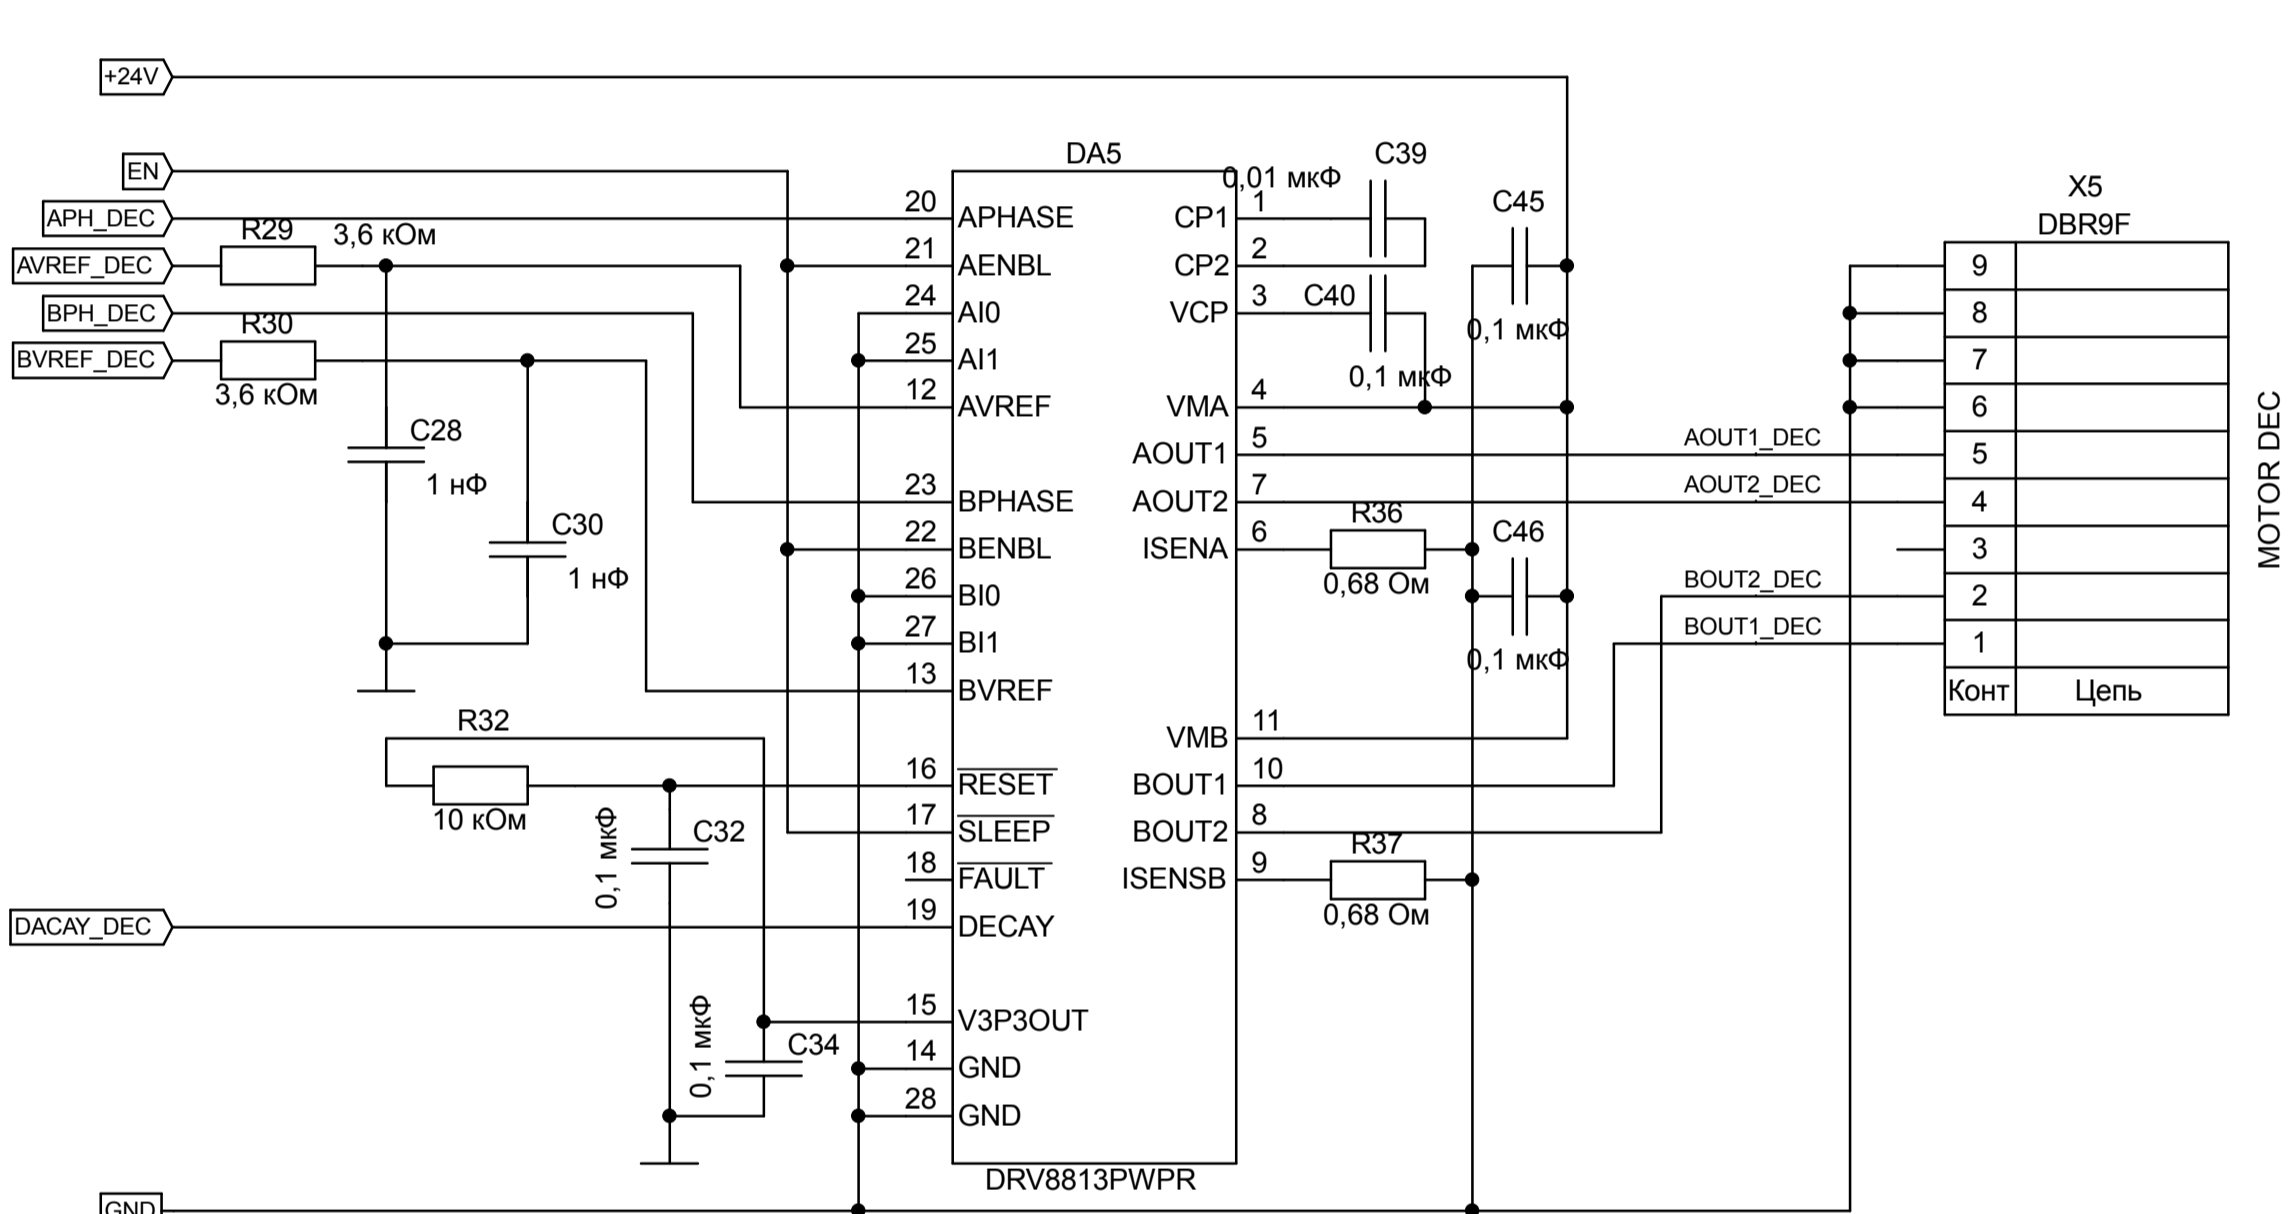 +24V
EN
APH_DEC
R29
3,6 кОм
AVREF_DEC
BPH_DEC
R30
BVREF_DEC
3,6 кОм
C28
1 нФ
C30
1 нФ
R32
10 кОм
0,1 мкФ
C32
DACAY_DEC
0,1 мкФ
C34
GND
DA5
20 APHASE
21 AENBL
24 AI0
25 AI1
12 AVREF
23 BPHASE
22 BENBL
26 BI0
27 BI1
13 BVREF
16 RESET
17 SLEEP
18 FAULT
19 DECAY
15 V3P3OUT
14 GND
28 GND
CP1 1
CP2 2
VCP 3
VMA 4
AOUT1 5
AOUT2 7
ISENA 6
VMB 11
BOUT1 10
BOUT2 8
ISENSB 9
DRV8813PWPR
0,01 мкФ
C39
C40
0,1 мкФ
C45
0,1 мкФ
R36
0,68 Ом
C46
0,1 мкФ
R37
0,68 Ом
AOUT1_DEC
AOUT2_DEC
BOUT2_DEC
BOUT1_DEC
X5
DBR9F
9
8
7
6
5
4
3
2
1
Конт Цепь
MOTOR DEC